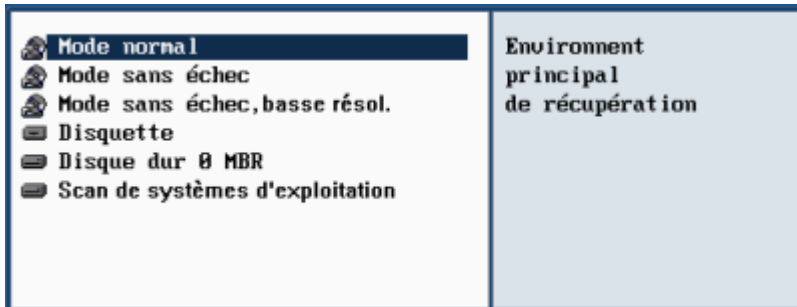 Mode normal
Mode sans échec
Mode sans échec,basse résol.
Disquette
Disque dur 0 MBR
Scan de systèmes d'exploitation
Environnent
principal
de récupération